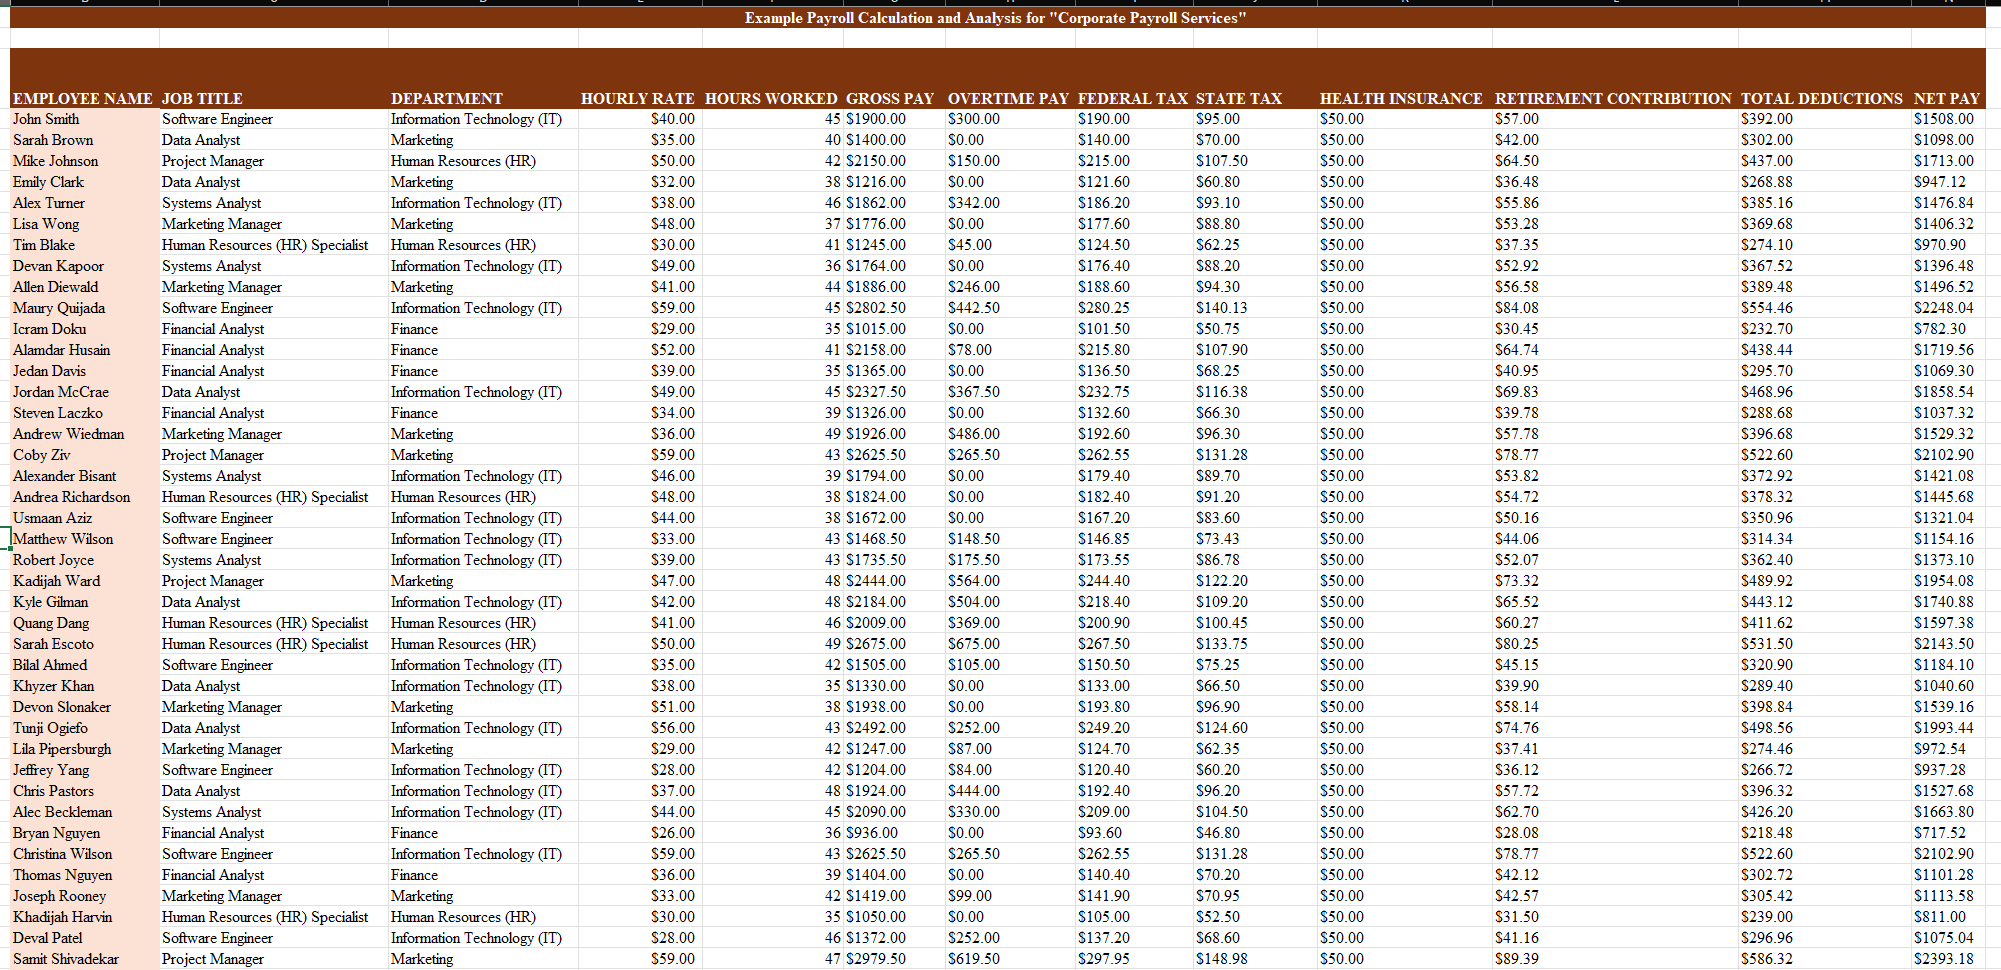 Example Payroll Calculation and Analysis for "Corporate Payroll Services"
EMPLOYEE NAME JOB TITLE DEPARTMENT HOURLY RATE HOURS WORKED GROSS PAY OVERTIME PAY FEDERAL TAX STATE TAX HEALTH INSURANCE RETIREMENT CONTRIBUTION TOTAL DEDUCTIONS NET PAY
John Smith Software Engineer Information Technology (IT) $40.00 45 $1900.00 $300.00 $190.00 $95.00 $50.00 $57.00 $392.00 $1508.00
Sarah Brown Data Analyst Marketing $35.00 40 $1400.00 $0.00 $140.00 $70.00 $50.00 $42.00 $302.00 $1098.00
Mike Johnson Project Manager Human Resources (HR) $50.00 42 $2150.00 $150.00 $215.00 $107.50 $50.00 $64.50 $437.00 $1713.00
Emily Clark Data Analyst Marketing $32.00 38 $1216.00 $0.00 $121.60 $60.80 $50.00 $36.48 $268.88 $947.12
Alex Turner Systems Analyst Information Technology (IT) $38.00 46 $1862.00 $342.00 $186.20 $93.10 $50.00 $55.86 $385.16 $1476.84
Lisa Wong Marketing Manager Marketing $48.00 37 $1776.00 $0.00 $177.60 $88.80 $50.00 $53.28 $369.68 $1406.32
Tim Blake Human Resources (HR) Specialist Human Resources (HR) $30.00 41 $1245.00 $45.00 $124.50 $62.25 $50.00 $37.35 $274.10 $970.90
Devan Kapoor Systems Analyst Information Technology (IT) $49.00 36 $1764.00 $0.00 $176.40 $88.20 $50.00 $52.92 $367.52 $1396.48
Allen Diewald Marketing Manager Marketing $41.00 44 $1886.00 $246.00 $188.60 $94.30 $50.00 $56.58 $389.48 $1496.52
Maury Quijada Software Engineer Information Technology (IT) $59.00 45 $2802.50 $442.50 $280.25 $140.13 $50.00 $84.08 $554.46 $2248.04
Icram Doku Financial Analyst Finance $29.00 35 $1015.00 $0.00 $101.50 $50.75 $50.00 $30.45 $232.70 $782.30
Alamdar Husain Financial Analyst Finance $52.00 41 $2158.00 $78.00 $215.80 $107.90 $50.00 $64.74 $438.44 $1719.56
Jedan Davis Financial Analyst Finance $39.00 35 $1365.00 $0.00 $136.50 $68.25 $50.00 $40.95 $295.70 $1069.30
Jordan McCrae Data Analyst Information Technology (IT) $49.00 45 $2327.50 $367.50 $232.75 $116.38 $50.00 $69.83 $468.96 $1858.54
Steven Laczko Financial Analyst Finance $34.00 39 $1326.00 $0.00 $132.60 $66.30 $50.00 $39.78 $288.68 $1037.32
Andrew Wiedman Marketing Manager Marketing $36.00 49 $1926.00 $486.00 $192.60 $96.30 $50.00 $57.78 $396.68 $1529.32
Coby Ziv Project Manager Marketing $59.00 43 $2625.50 $265.50 $262.55 $131.28 $50.00 $78.77 $522.60 $2102.90
Alexander Bisant Systems Analyst Information Technology (IT) $46.00 39 $1794.00 $0.00 $179.40 $89.70 $50.00 $53.82 $372.92 $1421.08
Andrea Richardson Human Resources (HR) Specialist Human Resources (HR) $48.00 38 $1824.00 $0.00 $182.40 $91.20 $50.00 $54.72 $378.32 $1445.68
Usmaan Aziz Software Engineer Information Technology (IT) $44.00 38 $1672.00 $0.00 $167.20 $83.60 $50.00 $50.16 $350.96 $1321.04
Matthew Wilson Software Engineer Information Technology (IT) $33.00 43 $1468.50 $148.50 $146.85 $73.43 $50.00 $44.06 $314.34 $1154.16
Robert Joyce Systems Analyst Information Technology (IT) $39.00 43 $1735.50 $175.50 $173.55 $86.78 $50.00 $52.07 $362.40 $1373.10
Kadijah Ward Project Manager Marketing $47.00 48 $2444.00 $564.00 $244.40 $122.20 $50.00 $73.32 $489.92 $1954.08
Kyle Gilman Data Analyst Information Technology (IT) $42.00 48 $2184.00 $504.00 $218.40 $109.20 $50.00 $65.52 $443.12 $1740.88
Quang Dang Human Resources (HR) Specialist Human Resources (HR) $41.00 46 $2009.00 $369.00 $200.90 $100.45 $50.00 $60.27 $411.62 $1597.38
Sarah Escoto Human Resources (HR) Specialist Human Resources (HR) $50.00 49 $2675.00 $675.00 $267.50 $133.75 $50.00 $80.25 $531.50 $2143.50
Bilal Ahmed Software Engineer Information Technology (IT) $35.00 42 $1505.00 $105.00 $150.50 $75.25 $50.00 $45.15 $320.90 $1184.10
Khyzer Khan Data Analyst Information Technology (IT) $38.00 35 $1330.00 $0.00 $133.00 $66.50 $50.00 $39.90 $289.40 $1040.60
Devon Slonaker Marketing Manager Marketing $51.00 38 $1938.00 $0.00 $193.80 $96.90 $50.00 $58.14 $398.84 $1539.16
Tunji Ogiefo Data Analyst Information Technology (IT) $56.00 43 $2492.00 $252.00 $249.20 $124.60 $50.00 $74.76 $498.56 $1993.44
Lila Pipersburgh Marketing Manager Marketing $29.00 42 $1247.00 $87.00 $124.70 $62.35 $50.00 $37.41 $274.46 $972.54
Jeffrey Yang Software Engineer Information Technology (IT) $28.00 42 $1204.00 $84.00 $120.40 $60.20 $50.00 $36.12 $266.72 $937.28
Chris Pastors Data Analyst Information Technology (IT) $37.00 48 $1924.00 $444.00 $192.40 $96.20 $50.00 $57.72 $396.32 $1527.68
Alec Beckleman Systems Analyst Information Technology (IT) $44.00 45 $2090.00 $330.00 $209.00 $104.50 $50.00 $62.70 $426.20 $1663.80
Bryan Nguyen Financial Analyst Finance $26.00 36 $936.00 $0.00 $93.60 $46.80 $50.00 $28.08 $218.48 $717.52
Christina Wilson Software Engineer Information Technology (IT) $59.00 43 $2625.50 $265.50 $262.55 $131.28 $50.00 $78.77 $522.60 $2102.90
Thomas Nguyen Financial Analyst Finance $36.00 39 $1404.00 $0.00 $140.40 $70.20 $50.00 $42.12 $302.72 $1101.28
Joseph Rooney Marketing Manager Marketing $33.00 42 $1419.00 $99.00 $141.90 $70.95 $50.00 $42.57 $305.42 $1113.58
Khadijah Harvin Human Resources (HR) Specialist Human Resources (HR) $30.00 35 $1050.00 $0.00 $105.00 $52.50 $50.00 $31.50 $239.00 $811.00
Deval Patel Software Engineer Information Technology (IT) $28.00 46 $1372.00 $252.00 $137.20 $68.60 $50.00 $41.16 $296.96 $1075.04
Samit Shivadekar Project Manager Marketing $59.00 47 $2979.50 $619.50 $297.95 $148.98 $50.00 $89.39 $586.32 $2393.18